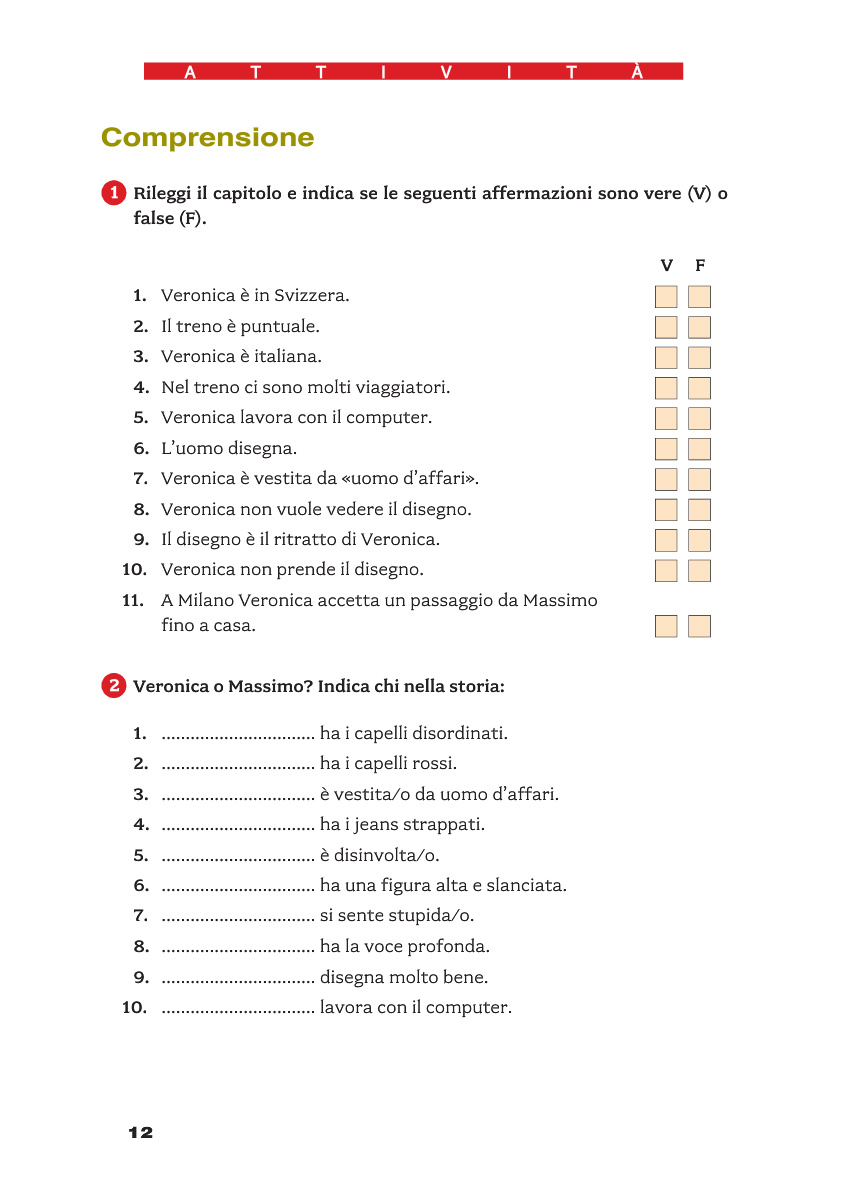 A T T I V I T À
Comprensione
1 Rileggi il capitolo e indica se le seguenti affermazioni sono vere (V) o
false (F).
V F
1. Veronica è in Svizzera.
2. Il treno è puntuale.
3. Veronica è italiana.
4. Nel treno ci sono molti viaggiatori.
5. Veronica lavora con il computer.
6. L’uomo disegna.
7. Veronica è vestita da «uomo d’affari».
8. Veronica non vuole vedere il disegno.
9. Il disegno è il ritratto di Veronica.
10. Veronica non prende il disegno.
11. A Milano Veronica accetta un passaggio da Massimo
fino a casa.
2 Veronica o Massimo? Indica chi nella storia:
1. ................................ ha i capelli disordinati.
2. ................................ ha i capelli rossi.
3. ................................ è vestita/o da uomo d’affari.
4. ................................ ha i jeans strappati.
5. ................................ è disinvolta/o.
6. ................................ ha una figura alta e slanciata.
7. ................................ si sente stupida/o.
8. ................................ ha la voce profonda.
9. ................................ disegna molto bene.
10. ................................ lavora con il computer.
12